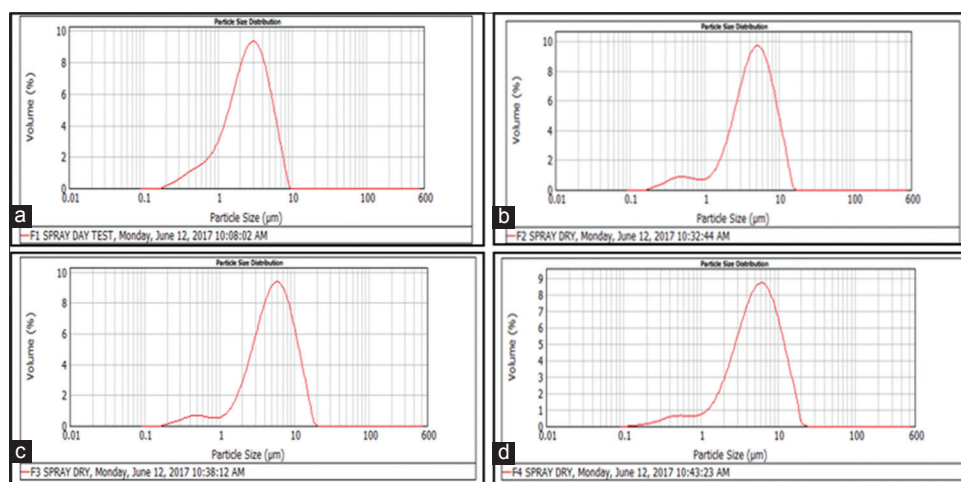 Particle Size Distribution
10
8
6
4
2
0
Volume (%)
0.01 0.1 1 10 100 600
Particle Size (µm)
a
F1 SPRAY DAY TEST, Monday, June 12, 2017 10:08:02 AM
Particle Size Distribution
10
8
6
4
2
0
Volume (%)
0.01 0.1 1 10 100 600
Particle Size (µm)
b
F2 SPRAY DRY, Monday, June 12, 2017 10:32:44 AM
Particle Size Distribution
10
8
6
4
2
0
Volume (%)
0.01 0.1 1 10 100 600
Particle Size (µm)
c
F3 SPRAY DRY, Monday, June 12, 2017 10:38:12 AM
Particle Size Distribution
9
8
7
6
5
4
3
2
1
0
Volume (%)
0.01 0.1 1 10 100 600
Particle Size (µm)
d
F4 SPRAY DRY, Monday, June 12, 2017 10:43:23 AM